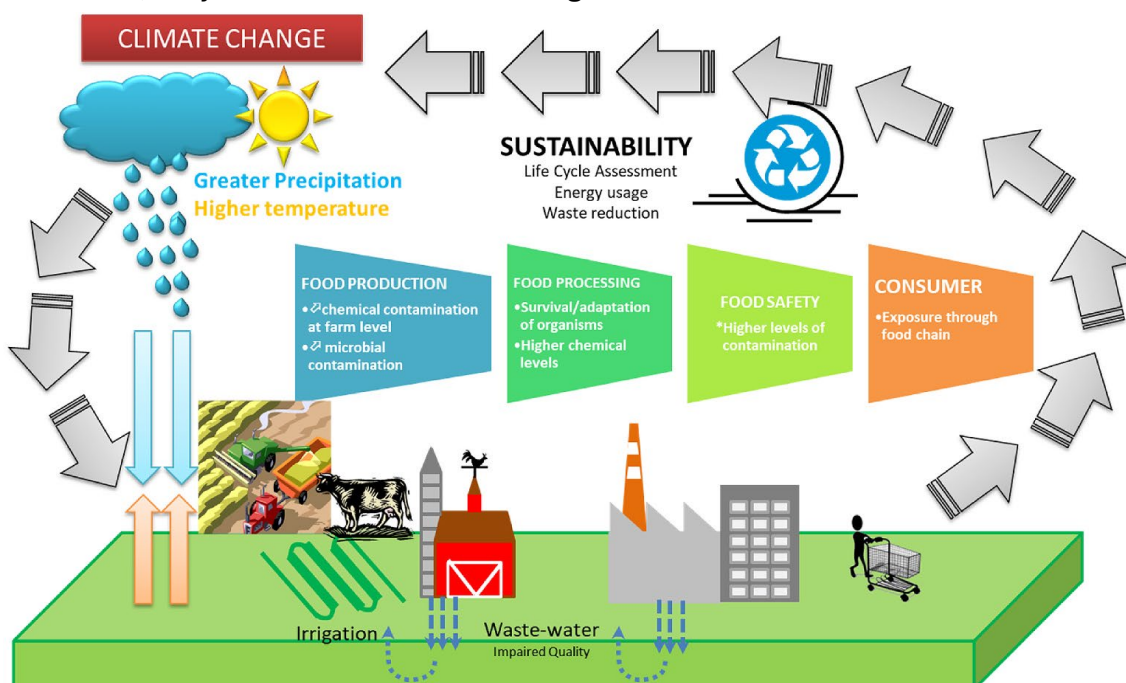 CLIMATE CHANGE
Greater Precipitation
Higher temperature
SUSTAINABILITY
Life Cycle Assessment
Energy usage
Waste reduction
FOOD PRODUCTION
•⬀chemical contamination
at farm level
•⬀ microbial
contamination
FOOD PROCESSING
•Survival/adaptation
of organisms
•Higher chemical
levels
FOOD SAFETY
•Higher levels of
contamination
CONSUMER
•Exposure through
food chain
Irrigation
Waste-water
Impaired Quality